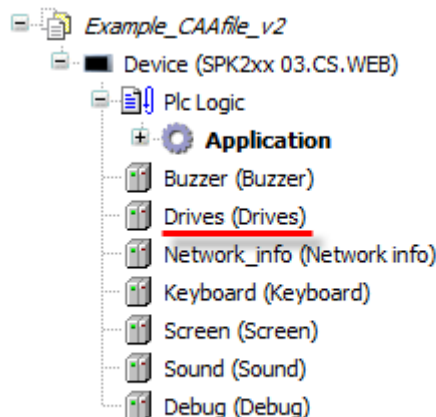 Example_CAAfile_v2
Device (SPK2xx 03.CS.WEB)
Plc Logic
Application
Buzzer (Buzzer)
Drives (Drives)
Network_info (Network info)
Keyboard (Keyboard)
Screen (Screen)
Sound (Sound)
Debug (Debug)